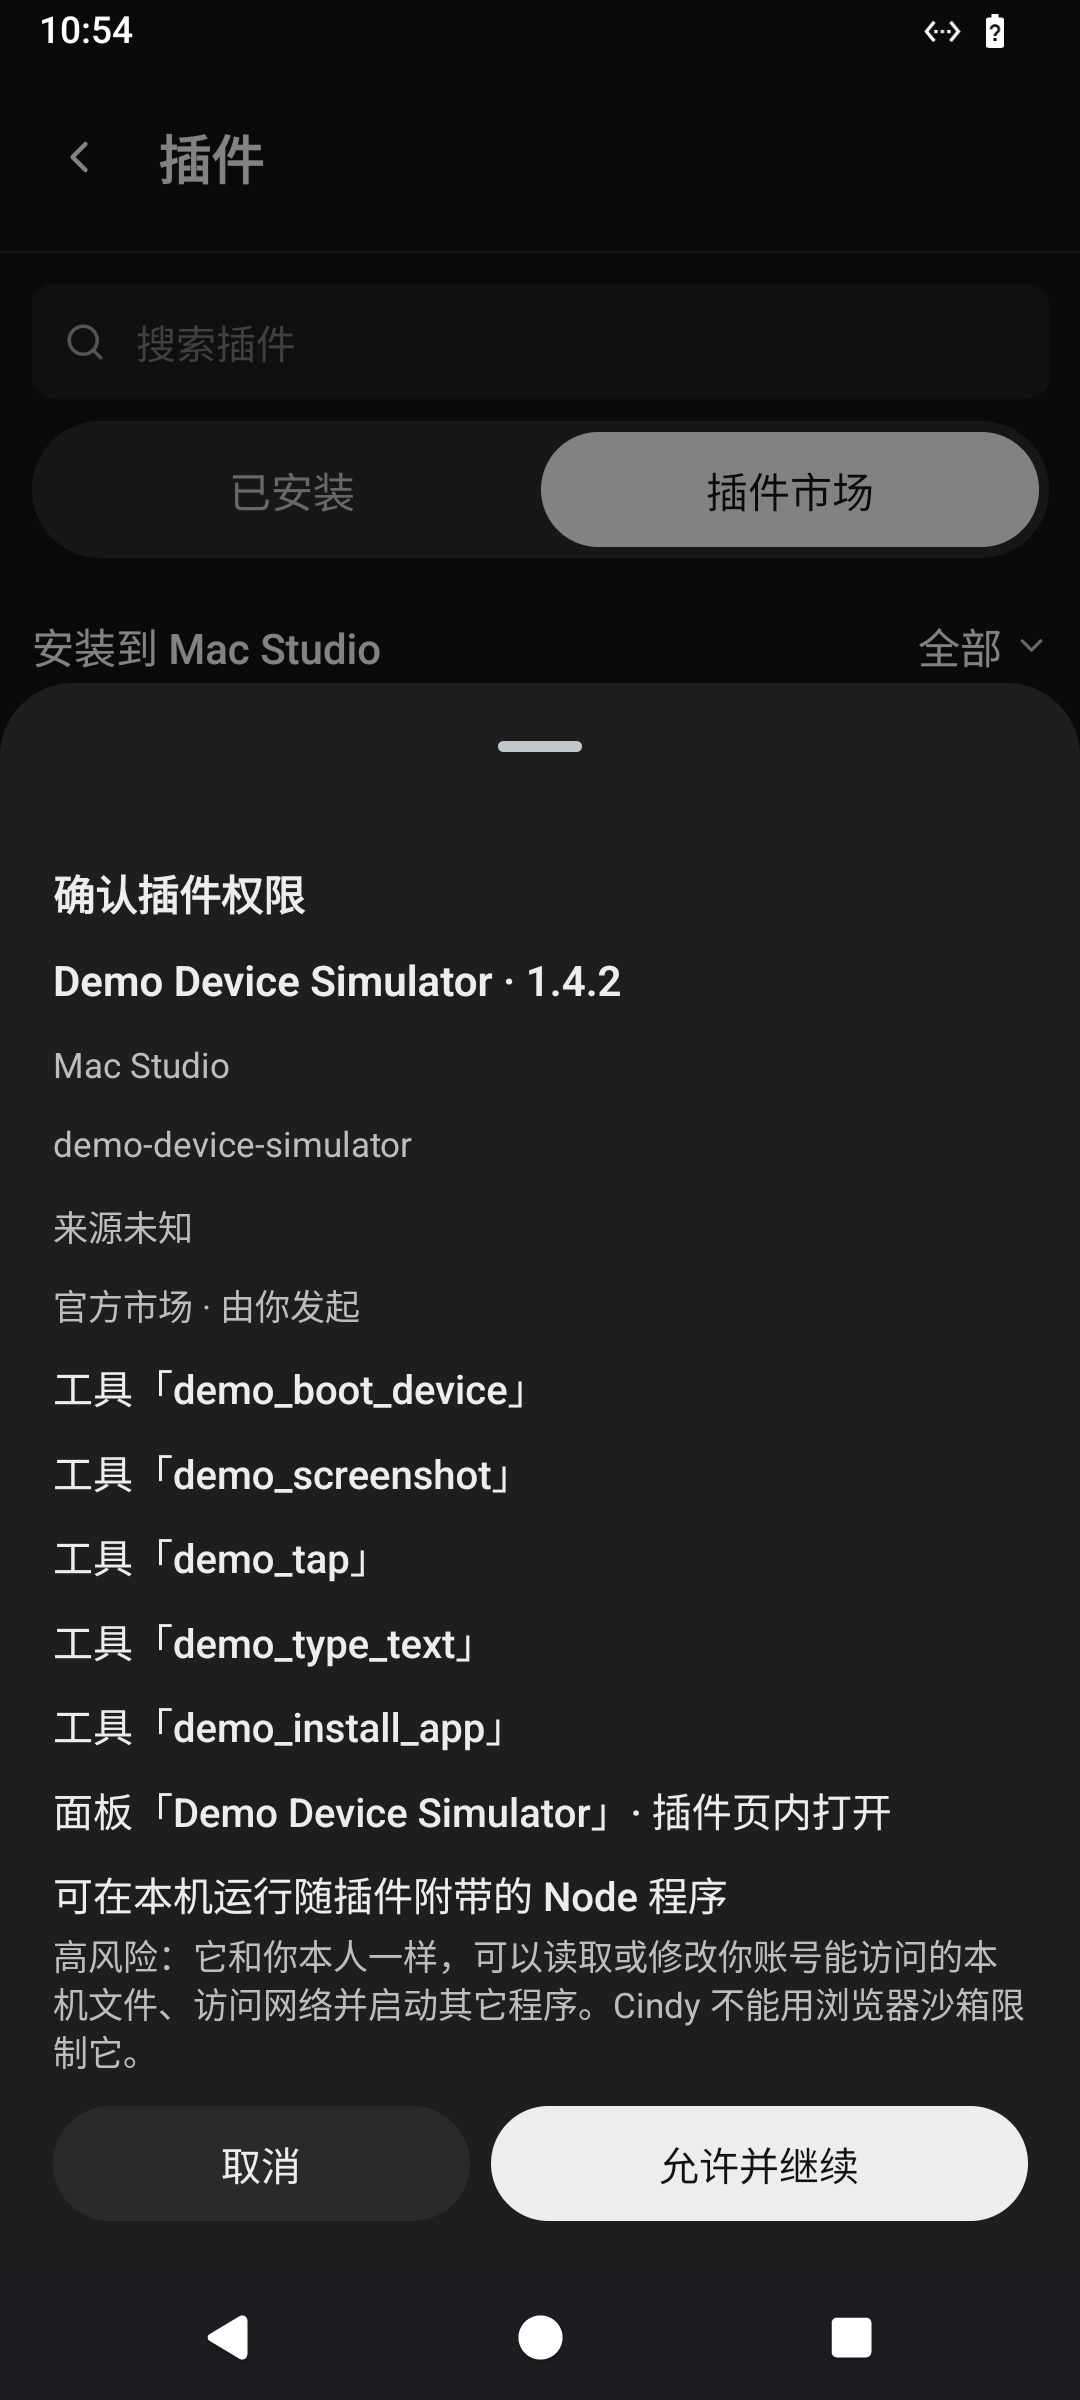 10:54
插件
搜索插件
已安装
插件市场
安装到 Mac Studio
全部
确认插件权限
Demo Device Simulator · 1.4.2
Mac Studio
demo-device-simulator
来源未知
官方市场 · 由你发起
工具「demo_boot_device」
工具「demo_screenshot」
工具「demo_tap」
工具「demo_type_text」
工具「demo_install_app」
面板「Demo Device Simulator」· 插件页内打开
可在本机运行随插件附带的 Node 程序
高风险：它和你本人一样，可以读取或修改你账号能访问的本
机文件、访问网络并启动其它程序。Cindy 不能用浏览器沙箱限
制它。
取消
允许并继续